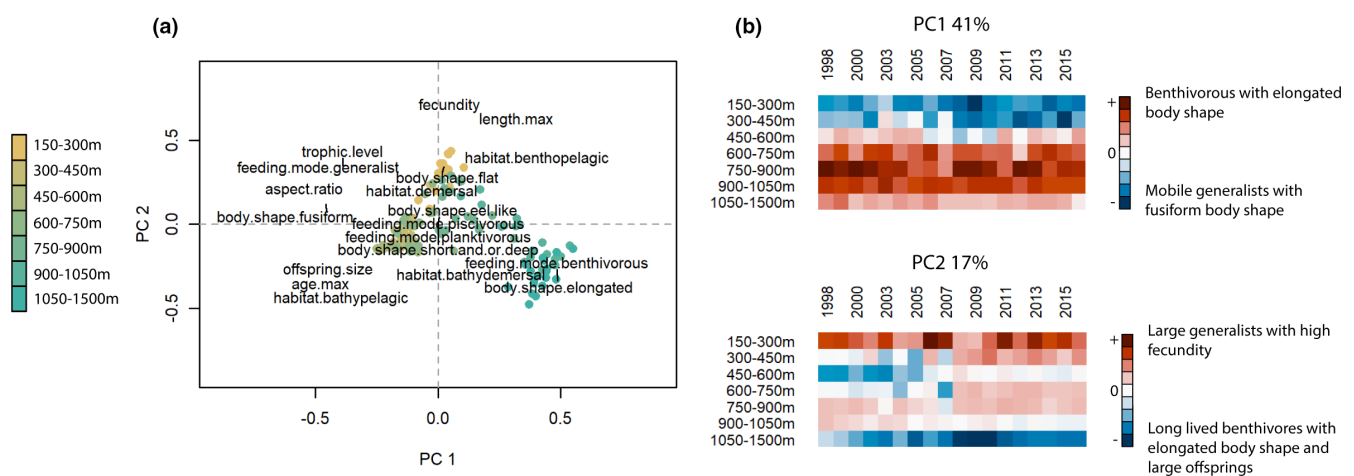 (a)
150-300m
300-450m
450-600m
600-750m
750-900m
900-1050m
1050-1500m
PC 2
0.5
0.0
-0.5
fecundity
length.max
trophic.level
habitat.benthopelagic
feeding.mode.generalist
body.shape.flat
aspect.ratio
habitat.demersal
body.shape.fusiform
body.shape.eel.like
feeding.mode.piscivorous
feeding.mode.planktivorous
body.shape.short.and.or.deep
offspring.size
feeding.mode.benthivorous
habitat.bathydemersal
age.max
body.shape.elongated
habitat.bathypelagic
-0.5
0.0
0.5
PC 1
(b)
PC1 41%
1998
2000
2003
2005
2007
2009
2011
2013
2015
150-300m
300-450m
450-600m
600-750m
750-900m
900-1050m
1050-1500m
+
0
-
Benthivorous with elongated
body shape
Mobile generalists with
fusiform body shape
PC2 17%
1998
2000
2003
2005
2007
2009
2011
2013
2015
150-300m
300-450m
450-600m
600-750m
750-900m
900-1050m
1050-1500m
+
0
-
Large generalists with high
fecundity
Long lived benthivores with
elongated body shape and
large offsprings